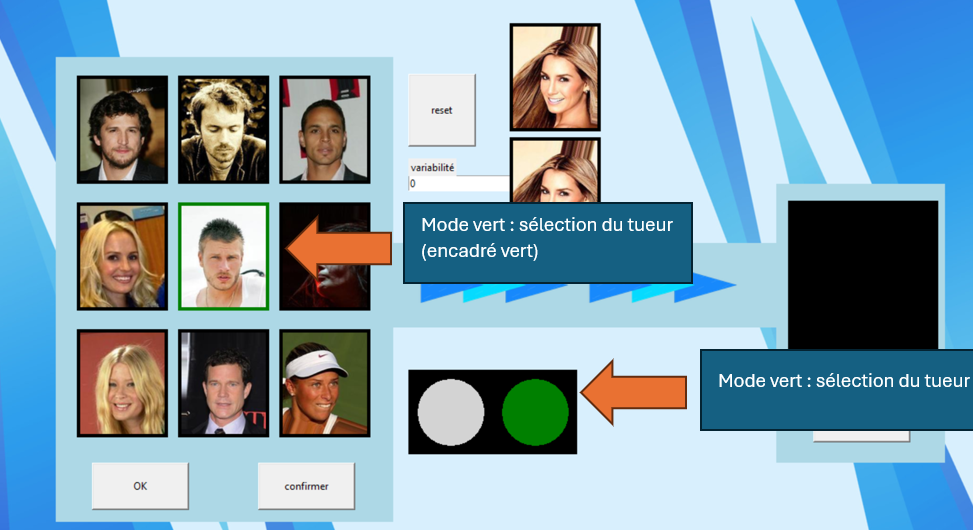 reset
variabilité
0
Mode vert : sélection du tueur
(encadré vert)
Mode vert : sélection du tueur
OK
confirmer